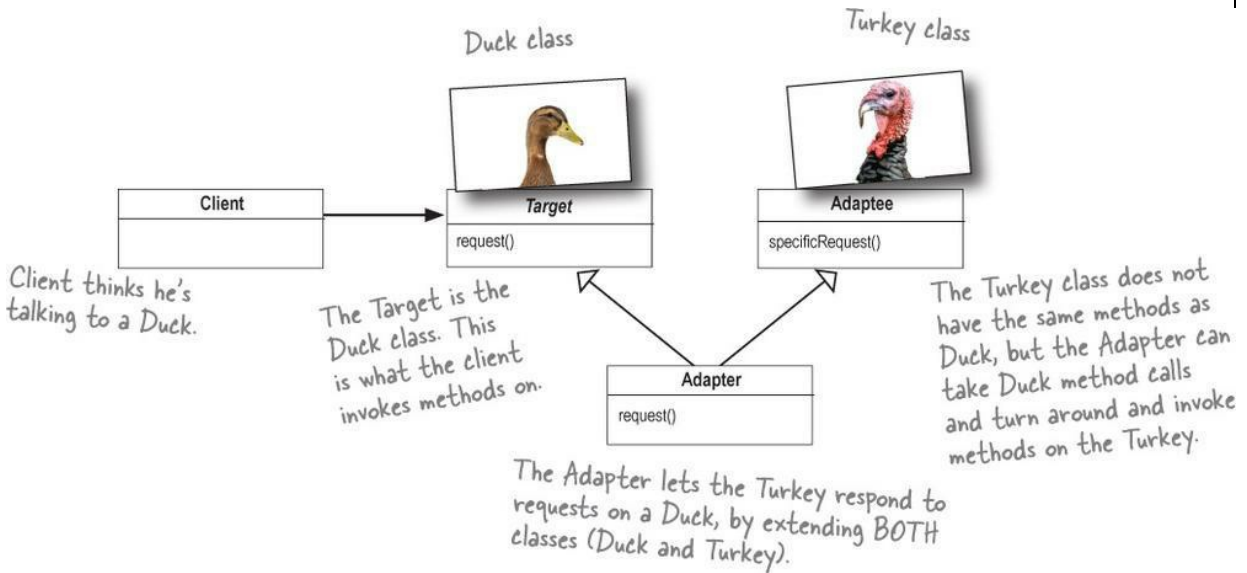 Duck class
Turkey class
Client
Target
request()
Adaptee
specificRequest()
Client thinks he's
talking to a Duck.
The Target is the
Duck class. This
is what the client
invokes methods on.
The Turkey class does not
have the same methods as
Duck, but the Adapter can
take Duck method calls
and turn around and invoke
methods on the Turkey.
Adapter
request()
The Adapter lets the Turkey respond to
requests on a Duck, by extending BOTH
classes (Duck and Turkey).